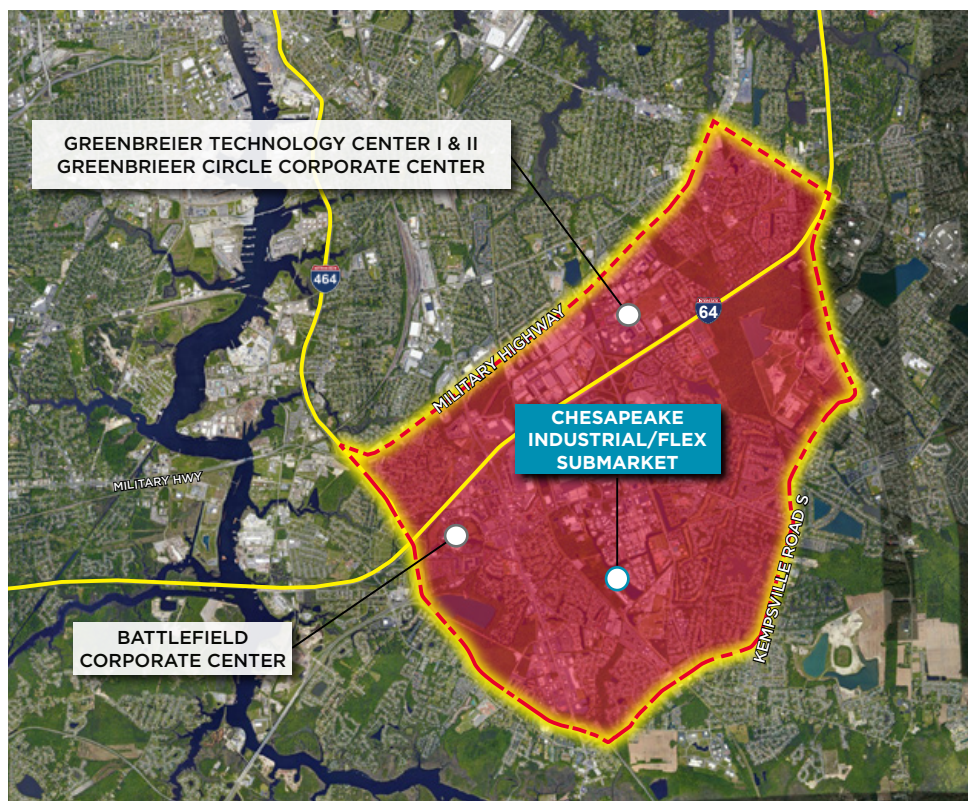 GREENBREIER TECHNOLOGY CENTER I & II
GREENBRIEER CIRCLE CORPORATE CENTER
464
64
MILITARY HIGHWAY
CHESAPEAKE
INDUSTRIAL/FLEX
SUBMARKET
MILITARY HWY
KEMPSVILLE ROAD S
BATTLEFIELD
CORPORATE CENTER